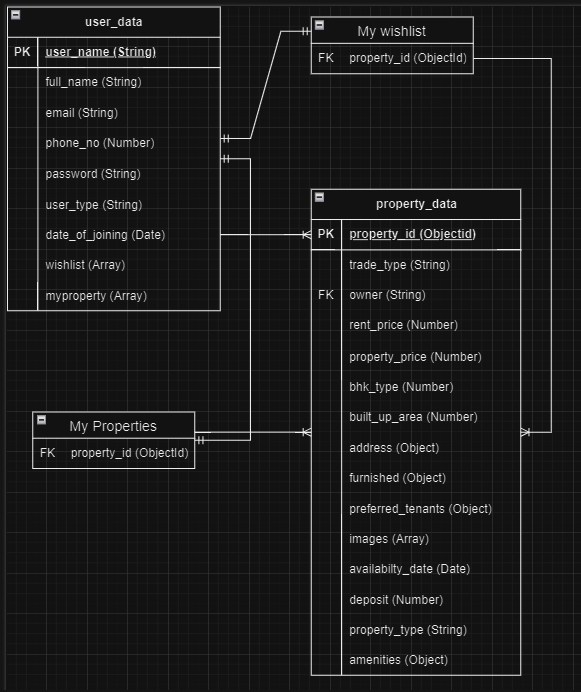 user_data
PK user_name (String)
full_name (String)
email (String)
phone_no (Number)
password (String)
user_type (String)
date_of_joining (Date)
wishlist (Array)
myproperty (Array)
My wishlist
FK property_id (ObjectId)
property_data
PK property_id (Objectid)
trade_type (String)
FK owner (String)
rent_price (Number)
property_price (Number)
bhk_type (Number)
built_up_area (Number)
address (Object)
furnished (Object)
preferred_tenants (Object)
images (Array)
availabilty_date (Date)
deposit (Number)
property_type (String)
amenities (Object)
My Properties
FK property_id (ObjectId)